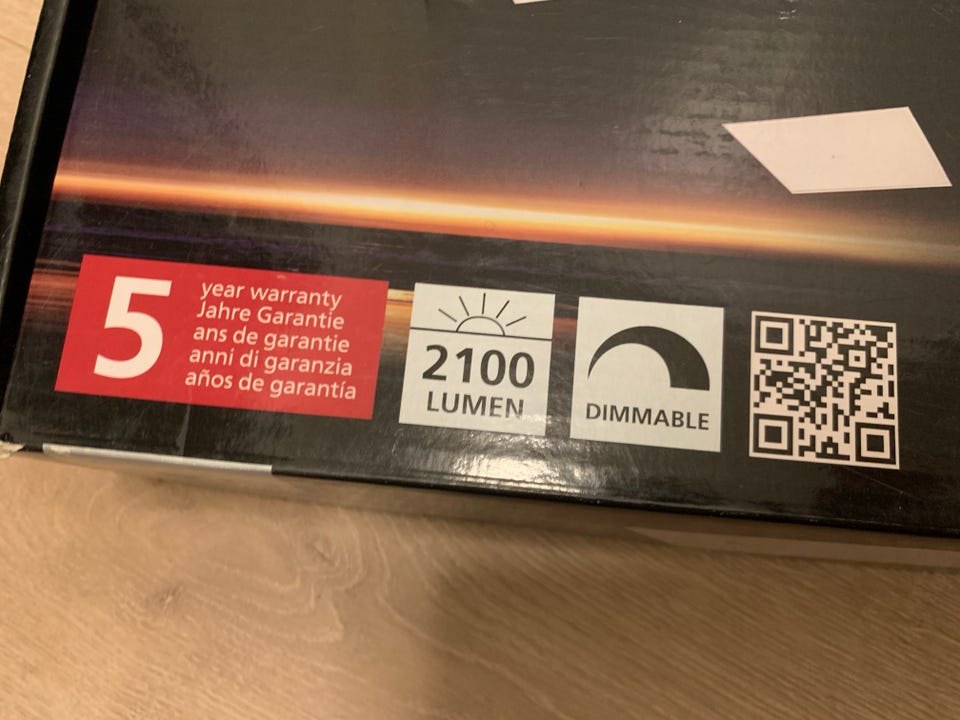 5
year warranty
Jahre Garantie
ans de garantie
anni di garanzia
años de garantía
2100
LUMEN
DIMMABLE